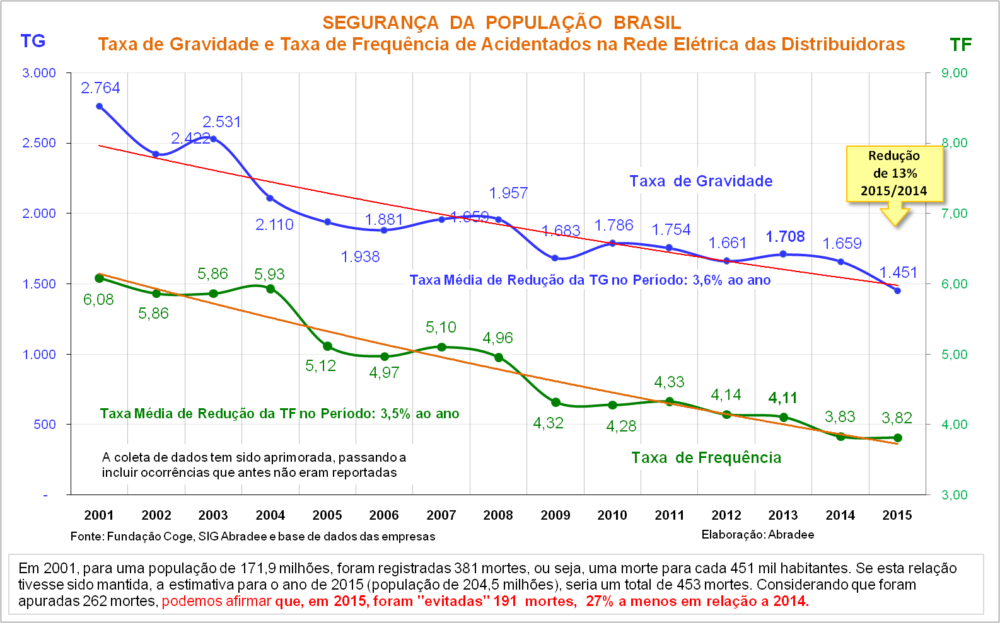 SEGURANÇA DA POPULAÇÃO BRASIL
TG
Taxa de Gravidade e Taxa de Frequência de Acidentados na Rede Elétrica das Distribuidoras
TF
3.000
2.500
2.000
1.500
1.000
500
-
9,00
8,00
7,00
6,00
5,00
4,00
3,00
2.764
2.422
2.531
2.110
1.938
1.881
1.959
1.957
1.683
1.786
1.754
1.661
1.708
1.659
1.451
Taxa de Gravidade
Redução
de 13%
2015/2014
Taxa Média de Redução da TG no Período: 3,6% ao ano
6,08
5,86
5,86
5,93
5,12
4,97
5,10
4,96
4,32
4,28
4,33
4,14
4,11
3,83
3,82
Taxa Média de Redução da TF no Período: 3,5% ao ano
Taxa de Frequência
A coleta de dados tem sido aprimorada, passando a
incluir ocorrências que antes não eram reportadas
2001 2002 2003 2004 2005 2006 2007 2008 2009 2010 2011 2012 2013 2014 2015
Fonte: Fundação Coge, SIG Abradee e base de dados das empresas
Elaboração: Abradee
Em 2001, para uma população de 171,9 milhões, foram registradas 381 mortes, ou seja, uma morte para cada 451 mil habitantes. Se esta relação
tivesse sido mantida, a estimativa para o ano de 2015 (população de 204,5 milhões), seria um total de 453 mortes. Considerando que foram
apuradas 262 mortes, podemos afirmar que, em 2015, foram "evitadas" 191 mortes, 27% a menos em relação a 2014.